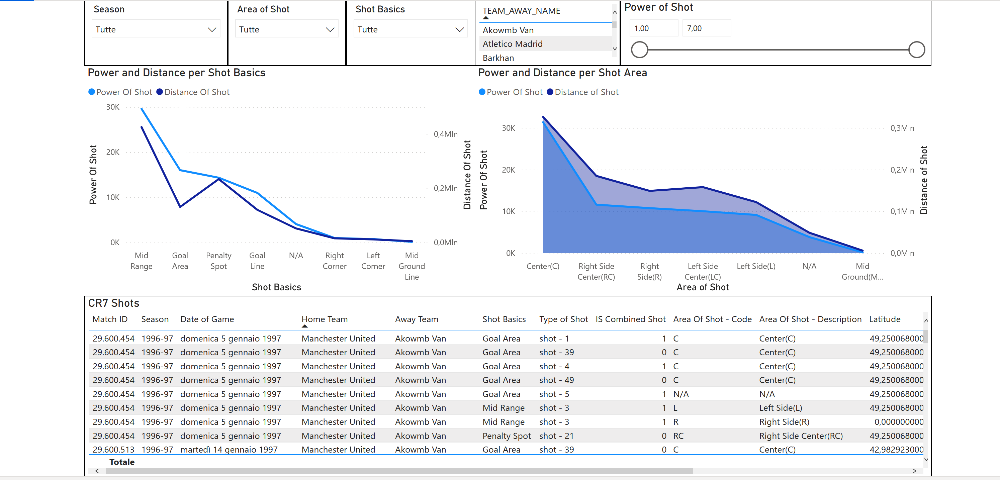 Season
Tutte
Area of Shot
Tutte
Shot Basics
Tutte
TEAM_AWAY_NAME
Akowmb Van
Atletico Madrid
Barkhan
Power of Shot
1,00 7,00
Power and Distance per Shot Basics
Power Of Shot Distance Of Shot
30K
20K
10K
0K
Power Of Shot
0,4Mln
0,2Mln
0,0Mln
Distance Of Shot
Mid Range
Goal Area
Penalty Spot
Goal Line
N/A
Right Corner
Left Corner
Mid Ground Line
Shot Basics
Power and Distance per Shot Area
Power Of Shot Distance of Shot
30K
20K
10K
0K
Power Of Shot
0,3Mln
0,2Mln
0,1Mln
0,0Mln
Distance of Shot
Center(C)
Right Side Center(RC)
Right Side(R)
Left Side Center(LC)
Left Side(L)
N/A
Mid Ground(M...
Area of Shot
CR7 Shots
Match ID Season Date of Game Home Team Away Team Shot Basics Type of Shot IS Combined Shot Area Of Shot - Code Area Of Shot - Description Latitude
29.600.454 1996-97 domenica 5 gennaio 1997 Manchester United Akowmb Van Goal Area shot - 1 1 C Center(C) 49,250068000
29.600.454 1996-97 domenica 5 gennaio 1997 Manchester United Akowmb Van Goal Area shot - 39 0 C Center(C) 49,250068000
29.600.454 1996-97 domenica 5 gennaio 1997 Manchester United Akowmb Van Goal Area shot - 4 1 C Center(C) 49,250068000
29.600.454 1996-97 domenica 5 gennaio 1997 Manchester United Akowmb Van Goal Area shot - 49 0 C Center(C) 49,250068000
29.600.454 1996-97 domenica 5 gennaio 1997 Manchester United Akowmb Van Goal Area shot - 5 1 N/A N/A 49,250068000
29.600.454 1996-97 domenica 5 gennaio 1997 Manchester United Akowmb Van Mid Range shot - 3 1 L Left Side(L) 49,250068000
29.600.454 1996-97 domenica 5 gennaio 1997 Manchester United Akowmb Van Mid Range shot - 3 1 R Right Side(R) 0,000000000
29.600.454 1996-97 domenica 5 gennaio 1997 Manchester United Akowmb Van Penalty Spot shot - 21 0 RC Right Side Center(RC) 49,250068000
29.600.513 1996-97 martedì 14 gennaio 1997 Manchester United Akowmb Van Goal Area shot - 39 0 C Center(C) 42,982923000
Totale